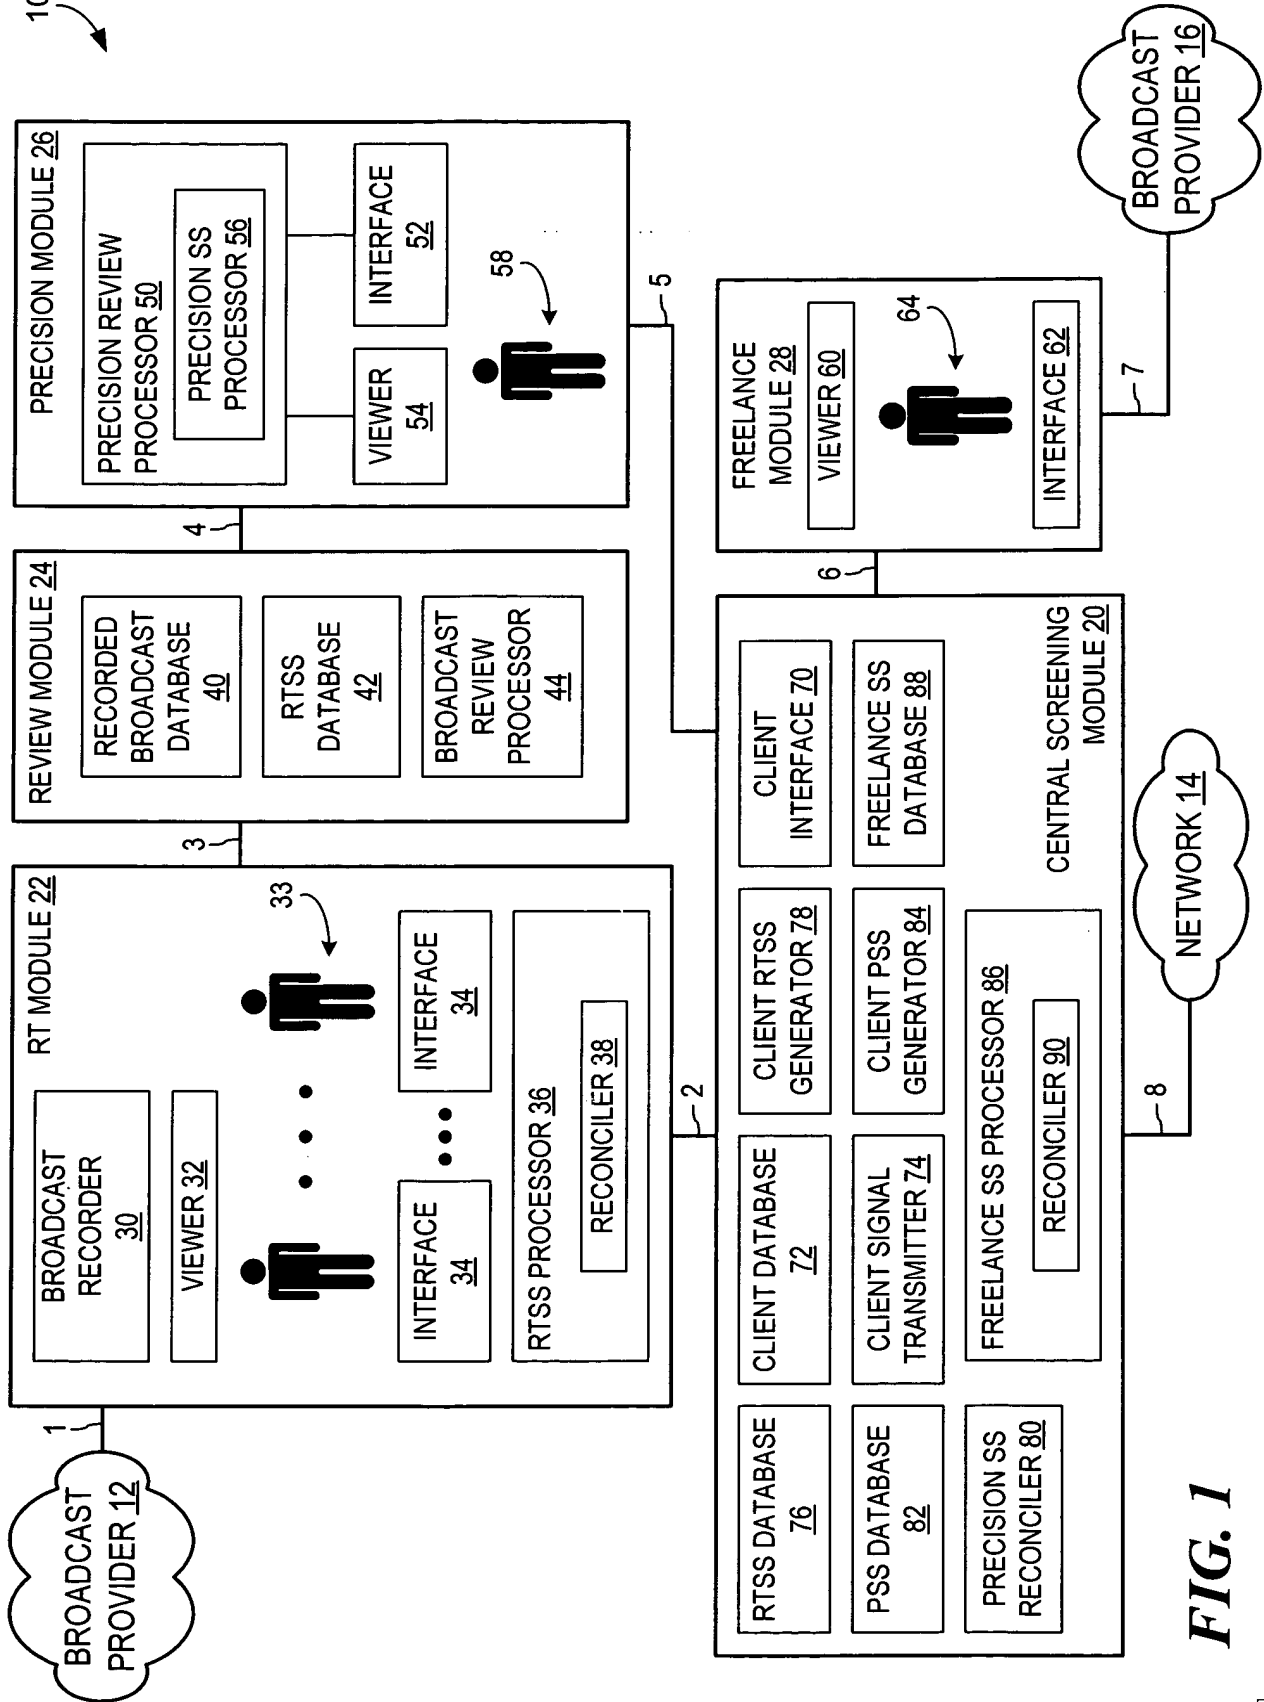 10
BROADCAST
PROVIDER 12
1
RT MODULE 22
BROADCAST
RECORDER
30
VIEWER 32
33
INTERFACE
34
INTERFACE
34
RTSS PROCESSOR 36
RECONCILER 38
3
REVIEW MODULE 24
RECORDED
BROADCAST
DATABASE
40
RTSS
DATABASE
42
BROADCAST
REVIEW
PROCESSOR
44
4
PRECISION MODULE 26
PRECISION REVIEW
PROCESSOR 50
PRECISION SS
PROCESSOR 56
VIEWER
54
INTERFACE
52
58
2
5
RTSS DATABASE
76
CLIENT DATABASE
72
CLIENT RTSS
GENERATOR 78
CLIENT
INTERFACE 70
PSS DATABASE
82
CLIENT SIGNAL
TRANSMITTER 74
CLIENT PSS
GENERATOR 84
FREELANCE SS
DATABASE 88
PRECISION SS
RECONCILER 80
FREELANCE SS PROCESSOR 86
RECONCILER 90
CENTRAL SCREENING
MODULE 20
6
FREELANCE
MODULE 28
VIEWER 60
64
INTERFACE 62
7
BROADCAST
PROVIDER 16
8
NETWORK 14
FIG. 1